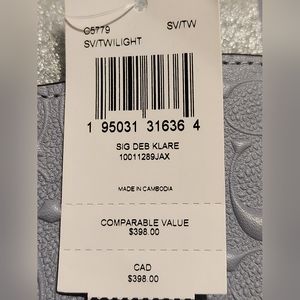 C5779 SV/TW
SV/TWILIGHT
1 95031 31636 4
SIG DEB KLARE
10011289JAX
MADE IN CAMBODIA
COMPARABLE VALUE
$398.00
CAD
$398.00